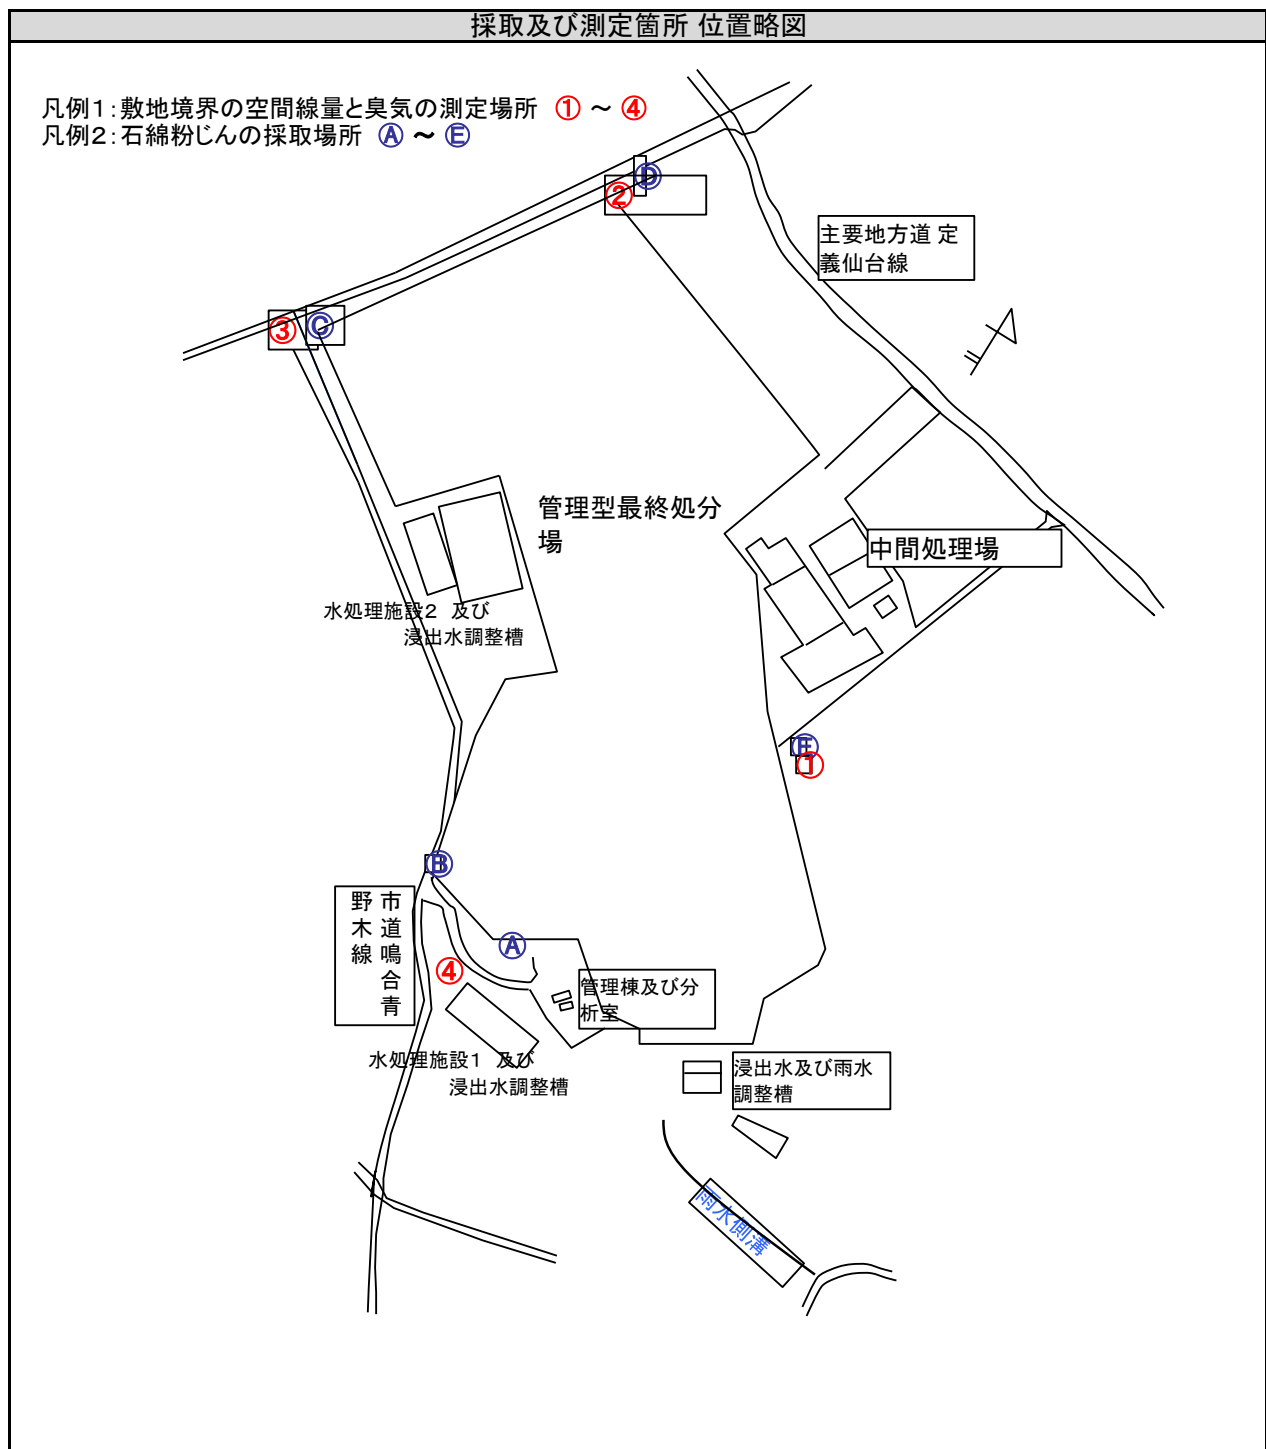 採取及び測定箇所 位置略図
凡例1：敷地境界の空間線量と臭気の測定場所 ① ～ ④
凡例2：石綿粉じんの採取場所 Ⓐ ～ Ⓔ
Ⓓ
②
主要地方道 定
義仙台線
③
Ⓒ
管理型最終処分
場
中間処理場
水処理施設2 及び
浸出水調整槽
Ⓔ
①
Ⓑ
市道鳴合青
野木線
Ⓐ
④
管理棟及び分
析室
水処理施設1 及び
浸出水調整槽
浸出水及び雨水
調整槽
雨水側溝